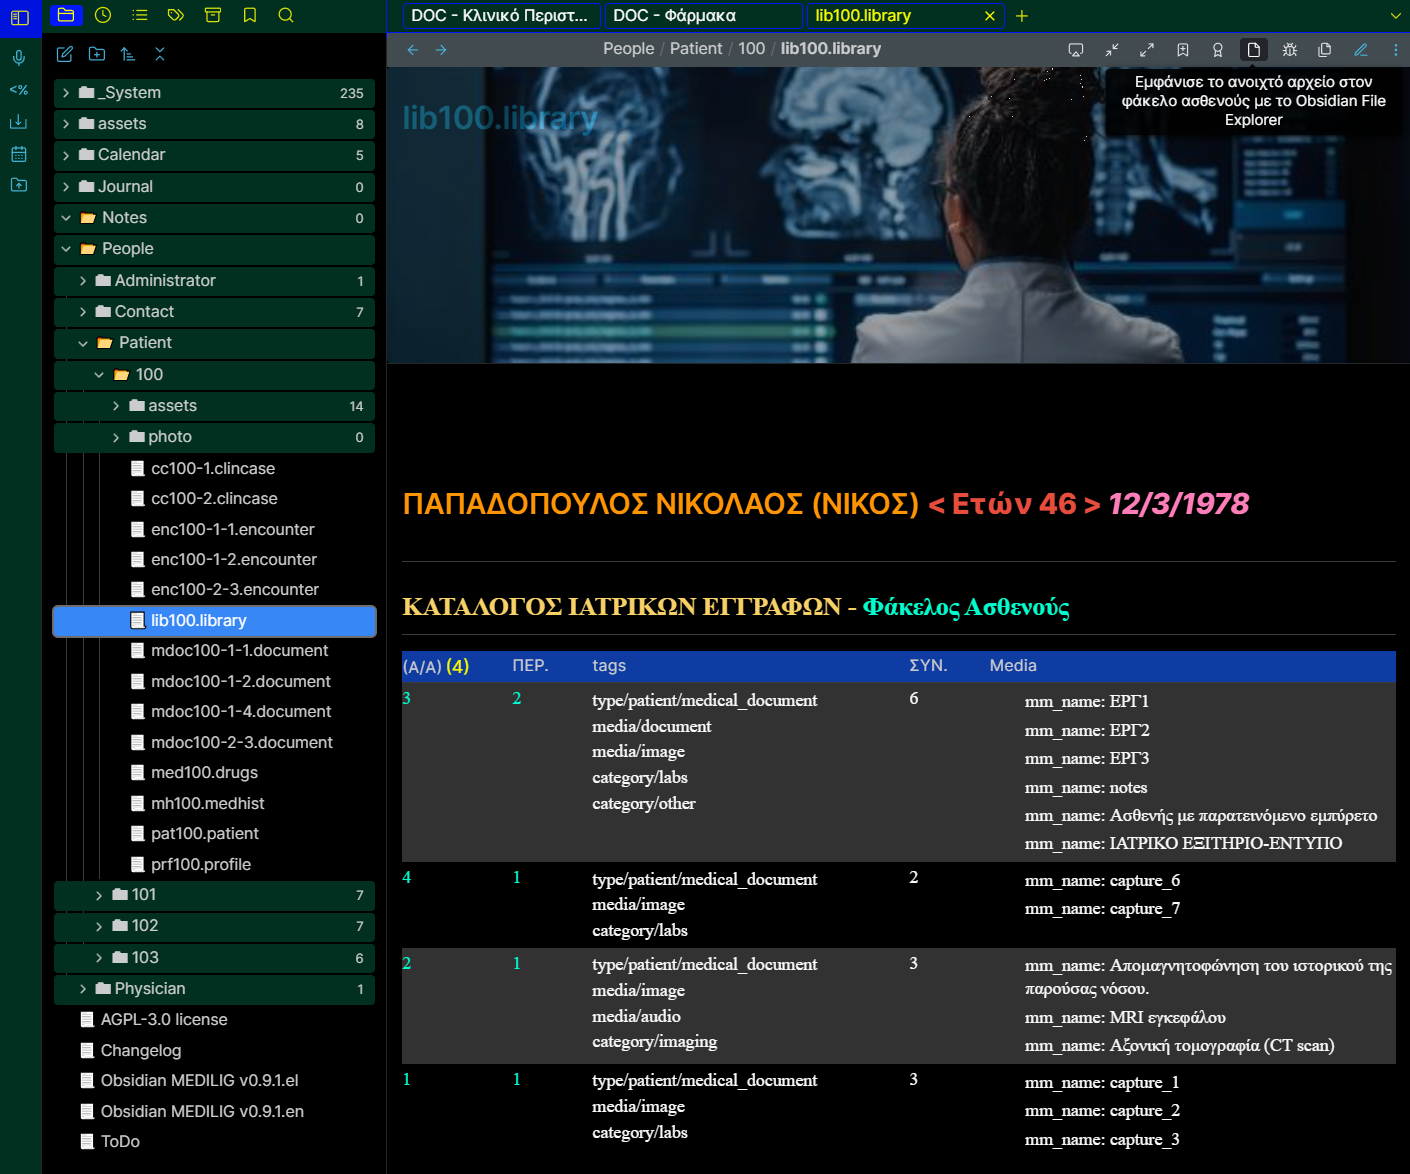 DOC - Κλινικό Περιστ...
DOC - Φάρμακα
lib100.library
People / Patient / 100 / lib100.library
Εμφάνισε το ανοιχτό αρχείο στον
φάκελο ασθενούς με το Obsidian File
Explorer
<%
_System 235
assets 8
Calendar 5
Journal 0
Notes 0
People
Administrator 1
Contact 7
Patient
100
assets 14
photo 0
cc100-1.clincase
cc100-2.clincase
enc100-1-1.encounter
enc100-1-2.encounter
enc100-2-3.encounter
lib100.library
mdoc100-1-1.document
mdoc100-1-2.document
mdoc100-1-4.document
mdoc100-2-3.document
med100.drugs
mh100.medhist
pat100.patient
prf100.profile
101 7
102 7
103 6
Physician 1
AGPL-3.0 license
Changelog
Obsidian MEDILIG v0.9.1.el
Obsidian MEDILIG v0.9.1.en
ToDo
lib100.library
ΠΑΠΑΔΟΠΟΥΛΟΣ ΝΙΚΟΛΑΟΣ (ΝΙΚΟΣ) < Ετών 46 > 12/3/1978
ΚΑΤΑΛΟΓΟΣ ΙΑΤΡΙΚΩΝ ΕΓΓΡΑΦΩΝ - Φάκελος Ασθενούς
(Α/Α) (4) ΠΕΡ. tags ΣΥΝ. Media
3 2 type/patient/medical_document 6 mm_name: ΕΡΓ1
media/document mm_name: ΕΡΓ2
media/image mm_name: ΕΡΓ3
category/labs mm_name: notes
category/other mm_name: Ασθενής με παρατεινόμενο εμπύρετο
mm_name: ΙΑΤΡΙΚΟ ΕΞΙΤΗΡΙΟ-ΕΝΤΥΠΟ
4 1 type/patient/medical_document 2 mm_name: capture_6
media/image mm_name: capture_7
category/labs
2 1 type/patient/medical_document 3 mm_name: Απομαγνητοφώνηση του ιστορικού της
media/image παρούσας νόσου.
media/audio mm_name: MRI εγκεφάλου
category/imaging mm_name: Αξονική τομογραφία (CT scan)
1 1 type/patient/medical_document 3 mm_name: capture_1
media/image mm_name: capture_2
category/labs mm_name: capture_3